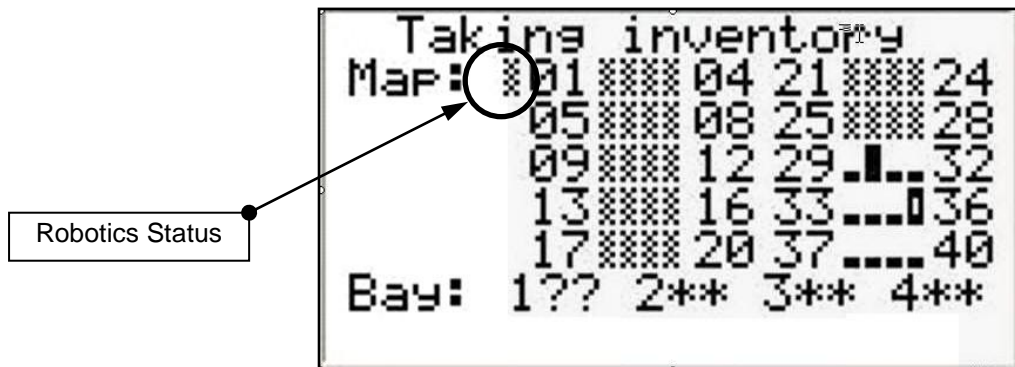 Taking inventory
Map: 01 04 21 24
05 08 25 28
09 12 29 32
13 16 33 36
17 20 37 40
Bay: 1?? 2** 3** 4**
Robotics Status